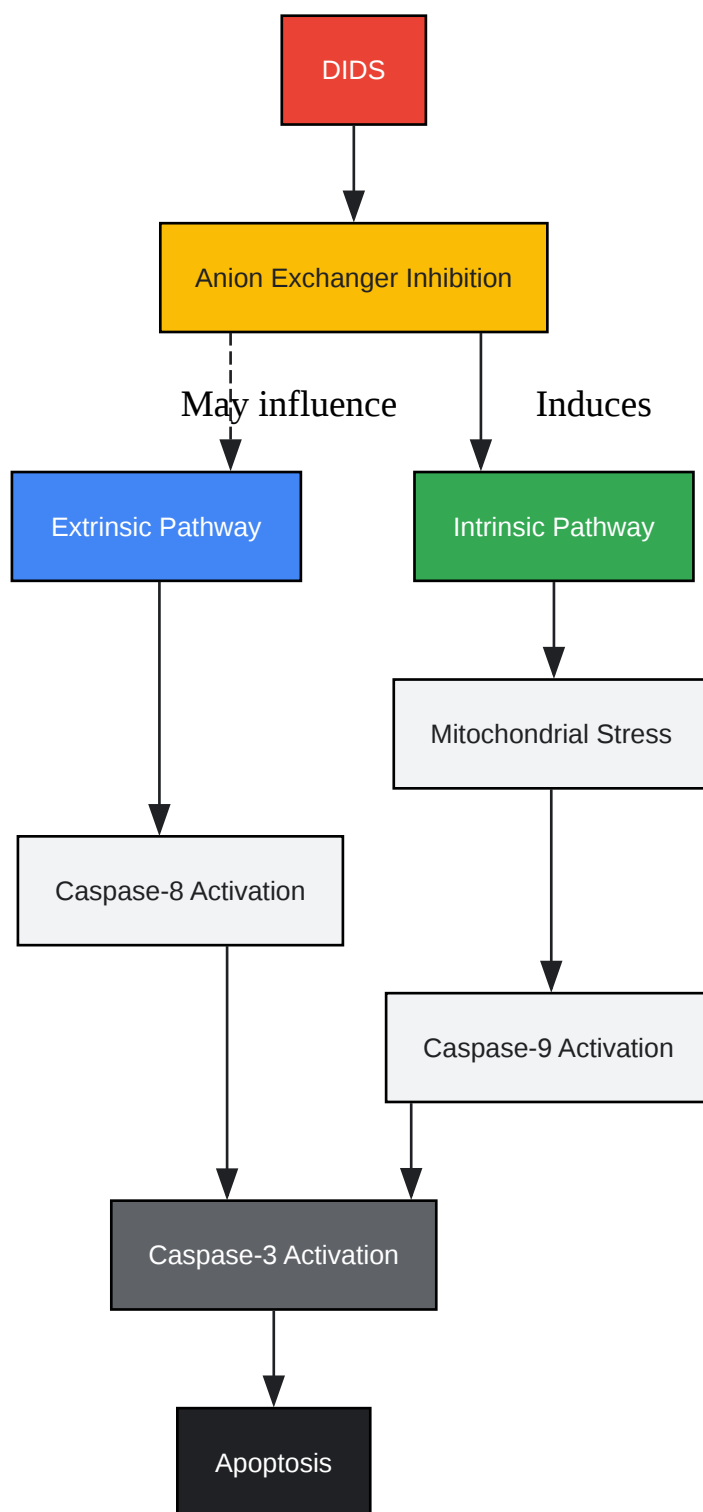 DIDS
Anion Exchanger Inhibition
May influence
Induces
Extrinsic Pathway
Intrinsic Pathway
Mitochondrial Stress
Caspase-8 Activation
Caspase-9 Activation
Caspase-3 Activation
Apoptosis